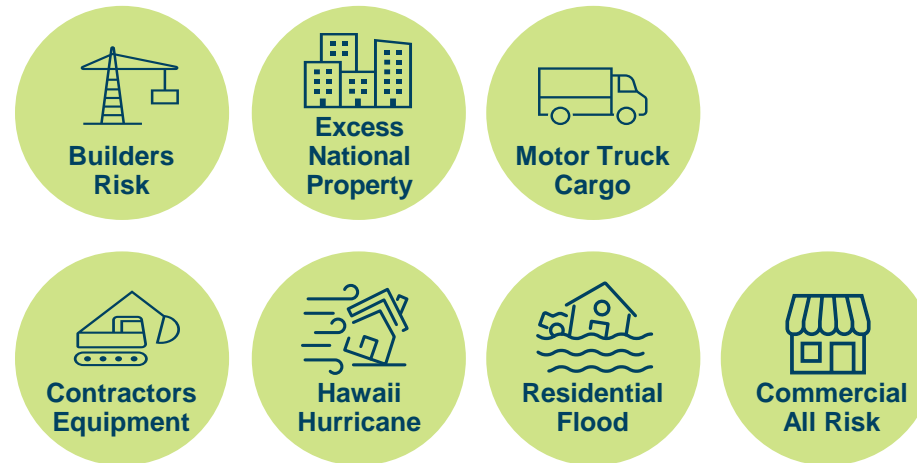 Builders
Risk
Excess
National
Property
Motor Truck
Cargo
Contractors
Equipment
Hawaii
Hurricane
Residential
Flood
Commercial
All Risk